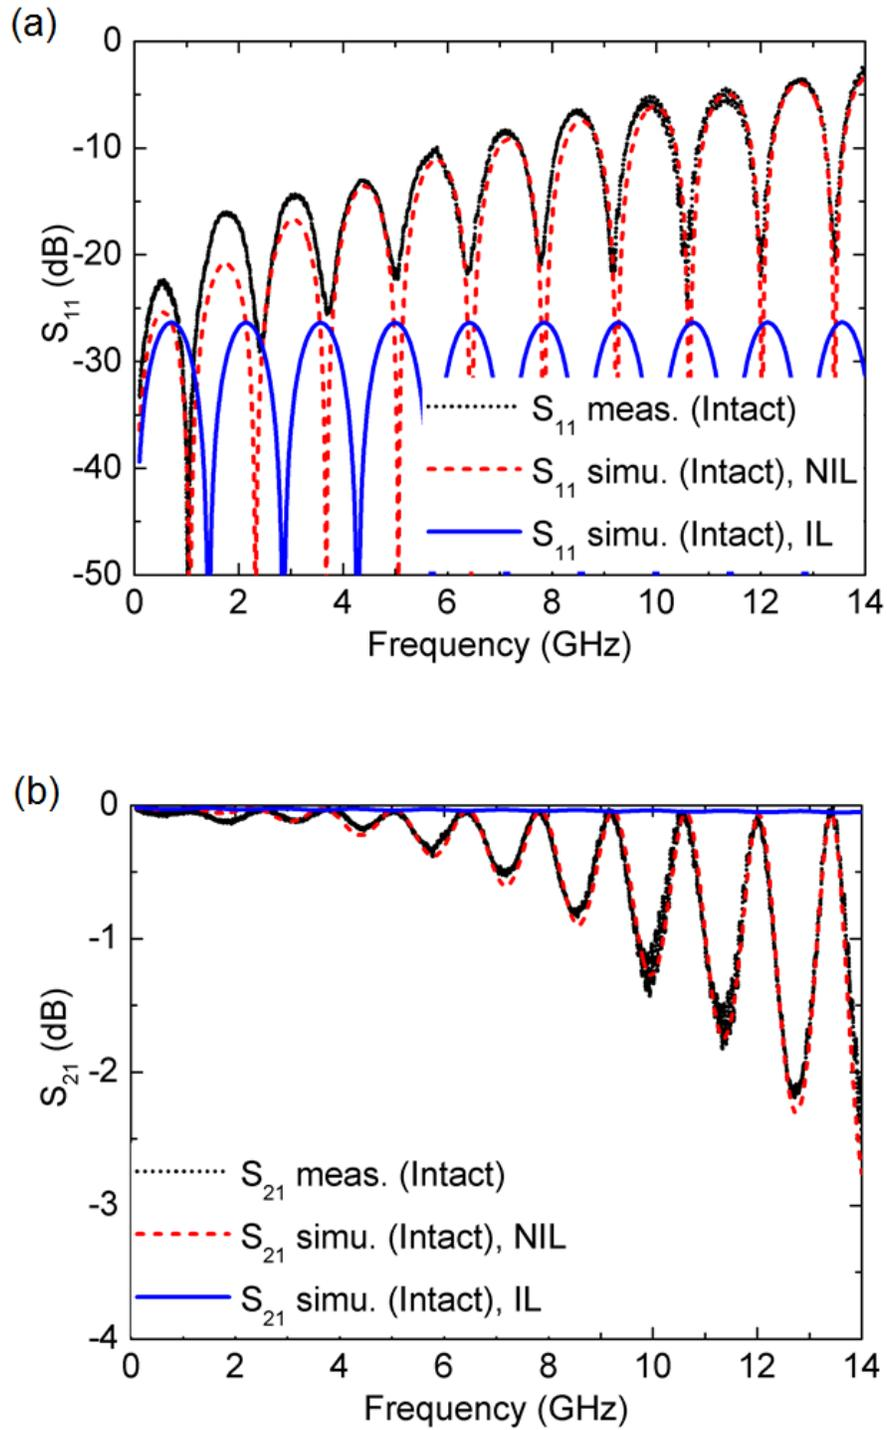 (a)
0
-10
-20
-30
-40
-50
S11 (dB)
S11 meas. (Intact)
S11 simu. (Intact), NIL
S11 simu. (Intact), IL
0 2 4 6 8 10 12 14
Frequency (GHz)
(b)
0
-1
-2
-3
-4
S21 (dB)
S21 meas. (Intact)
S21 simu. (Intact), NIL
S21 simu. (Intact), IL
0 2 4 6 8 10 12 14
Frequency (GHz)